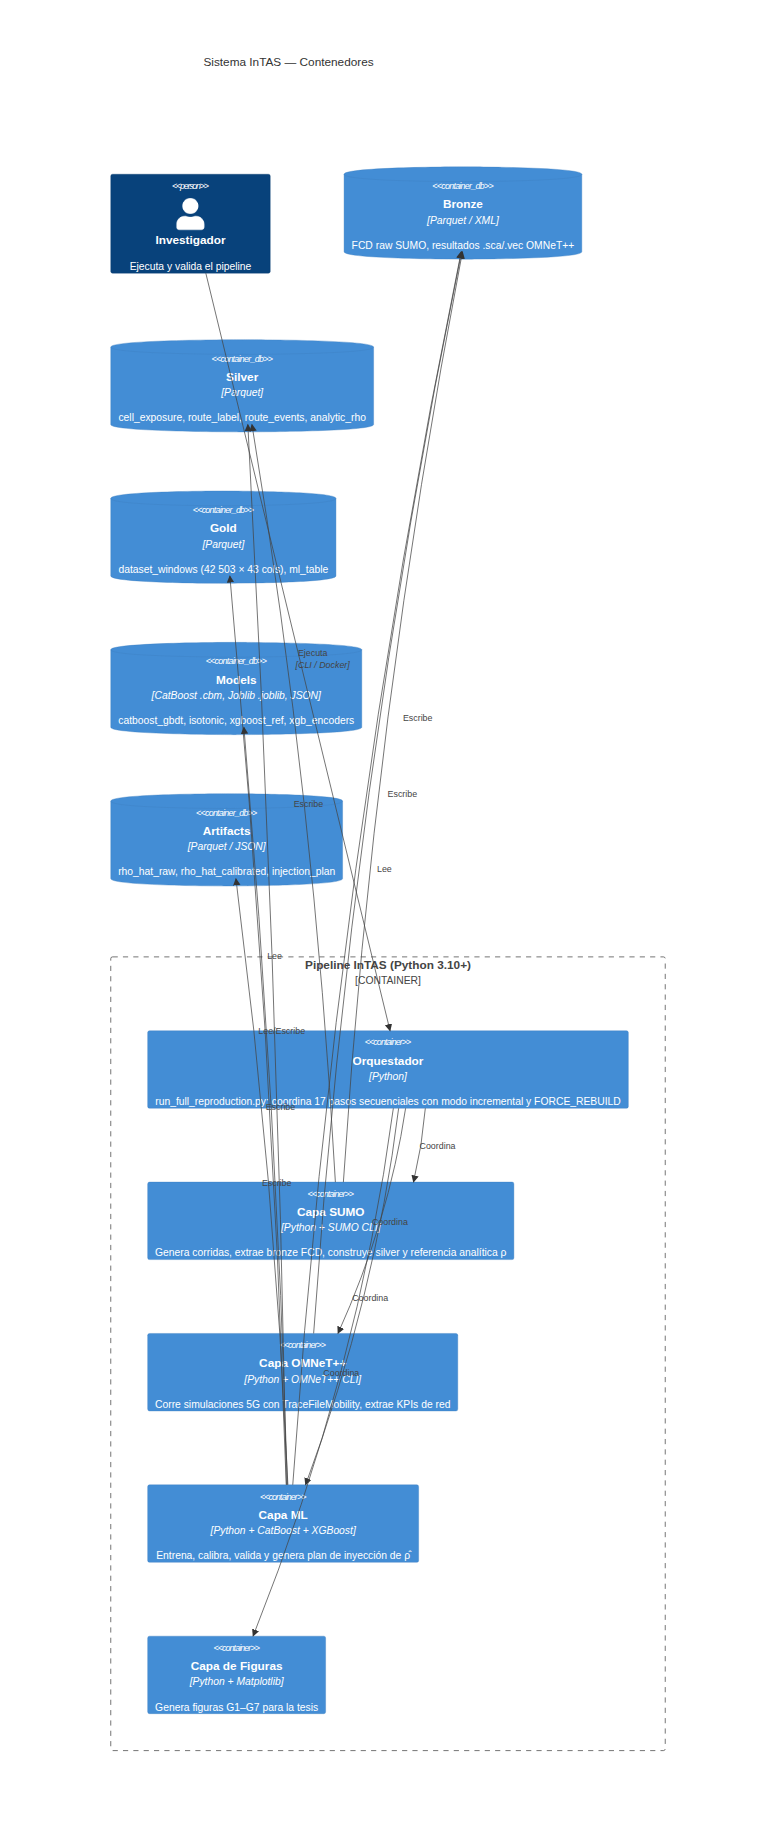 Sistema InTAS — Contenedores
<<person>>
Investigador
Ejecuta y valida el pipeline
<<container_db>>
Bronze
[Parquet / XML]
FCD raw SUMO, resultados .sca/.vec OMNeT++
<<container_db>>
Silver
[Parquet]
cell_exposure, route_label, route_events, analytic_rho
<<container_db>>
Gold
[Parquet]
dataset_windows (42 503 × 43 cols), ml_table
<<container_db>>
Models
[CatBoost .cbm, Joblib .joblib, JSON]
catboost_gbdt, isotonic, xgboost_ref, xgb_encoders
<<container_db>>
Artifacts
[Parquet / JSON]
rho_hat_raw, rho_hat_calibrated, injection_plan
Ejecuta
[CLI / Docker]
Escribe
Escribe
Escribe
Lee
Lee
Pipeline InTAS (Python 3.10+)
[CONTAINER]
Lee/Escribe
<<container>>
Orquestador
[Python]
run_full_reproduction.py: coordina 17 pasos secuenciales con modo incremental y FORCE_REBUILD
Escribe
Coordina
Escribe
<<container>>
Capa SUMO
[Python + SUMO CLI]
Genera corridas, extrae bronze FCD, construye silver y referencia analítica ρ
Coordina
Coordina
<<container>>
Capa OMNeT++
[Python + OMNeT++ CLI]
Corre simulaciones 5G con TraceFileMobility, extrae KPIs de red
Coordina
<<container>>
Capa ML
[Python + CatBoost + XGBoost]
Entrena, calibra, valida y genera plan de inyección de ρ̂
<<container>>
Capa de Figuras
[Python + Matplotlib]
Genera figuras G1–G7 para la tesis